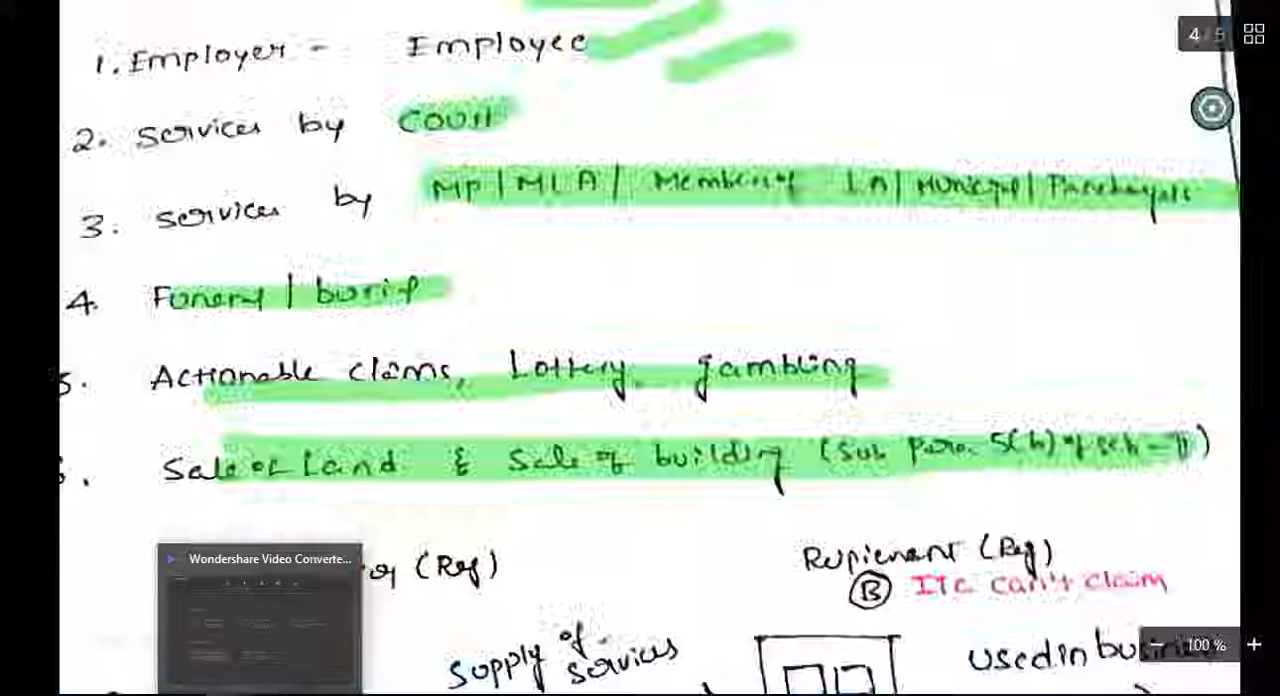 4 / 5
1. Employer - Employee
2. Services by Court
3. Services by MP | MLA | Members of LA | Municipal | Panchayats
4. Funeral | burial
5. Actionable claims, Lottery, gambling
6. Sale of Land & Sale of building (Sub para. 5(b) of sch-II)
Wondershare Video Converte...
or (Reg)
Recipient (Reg)
B ITC can't claim
supply of services
used in
100 %